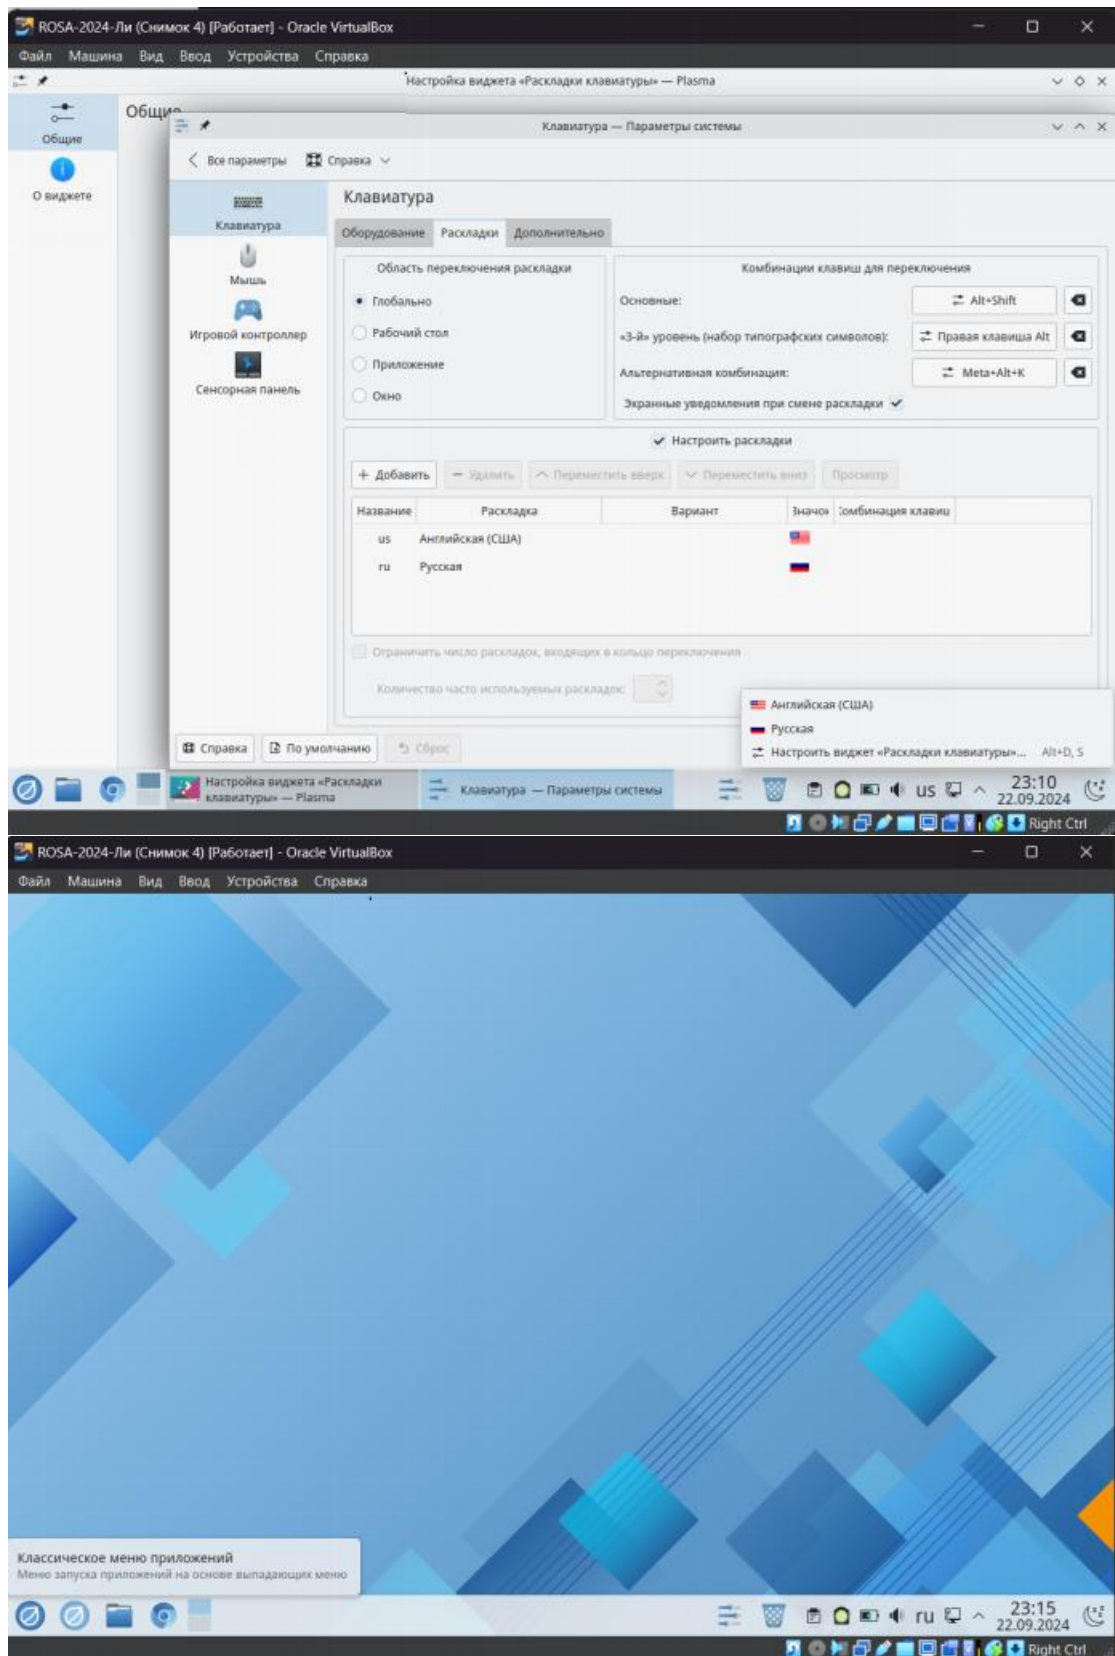 ROSA-2024-Ли (Снимок 4) [Работает] - Oracle VirtualBox
Файл Машина Вид Ввод Устройства Справка
Настройка виджета «Раскладки клавиатуры» — Plasma
Общие
Общие
О виджете
Клавиатура — Параметры системы
Все параметры Справка
Клавиатура
Мышь
Игровой контроллер
Сенсорная панель
Клавиатура
Оборудование Раскладки Дополнительно
Область переключения раскладки
Глобально
Рабочий стол
Приложение
Окно
Комбинации клавиш для переключения
Основные: Alt+Shift
«3-й» уровень (набор типографских символов): Правая клавиша Alt
Альтернативная комбинация: Meta+Alt+K
Экранные уведомления при смене раскладки
Настроить раскладки
Добавить Удалить Переместить вверх Переместить вниз Просмотр
Название Раскладка Вариант Значок Комбинация клавиш
us Английская (США)
ru Русская
Ограничить число раскладок, входящих в кольцо переключения
Количество часто используемых раскладок:
Английская (США)
Русская
Настроить виджет «Раскладки клавиатуры»... Alt+D, S
Справка По умолчанию Сброс
Настройка виджета «Раскладки
клавиатуры» — Plasma
Клавиатура — Параметры системы
us
23:10
22.09.2024
Right Ctrl
ROSA-2024-Ли (Снимок 4) [Работает] - Oracle VirtualBox
Файл Машина Вид Ввод Устройства Справка
Классическое меню приложений
Меню запуска приложений на основе выпадающих меню
ru
23:15
22.09.2024
Right Ctrl